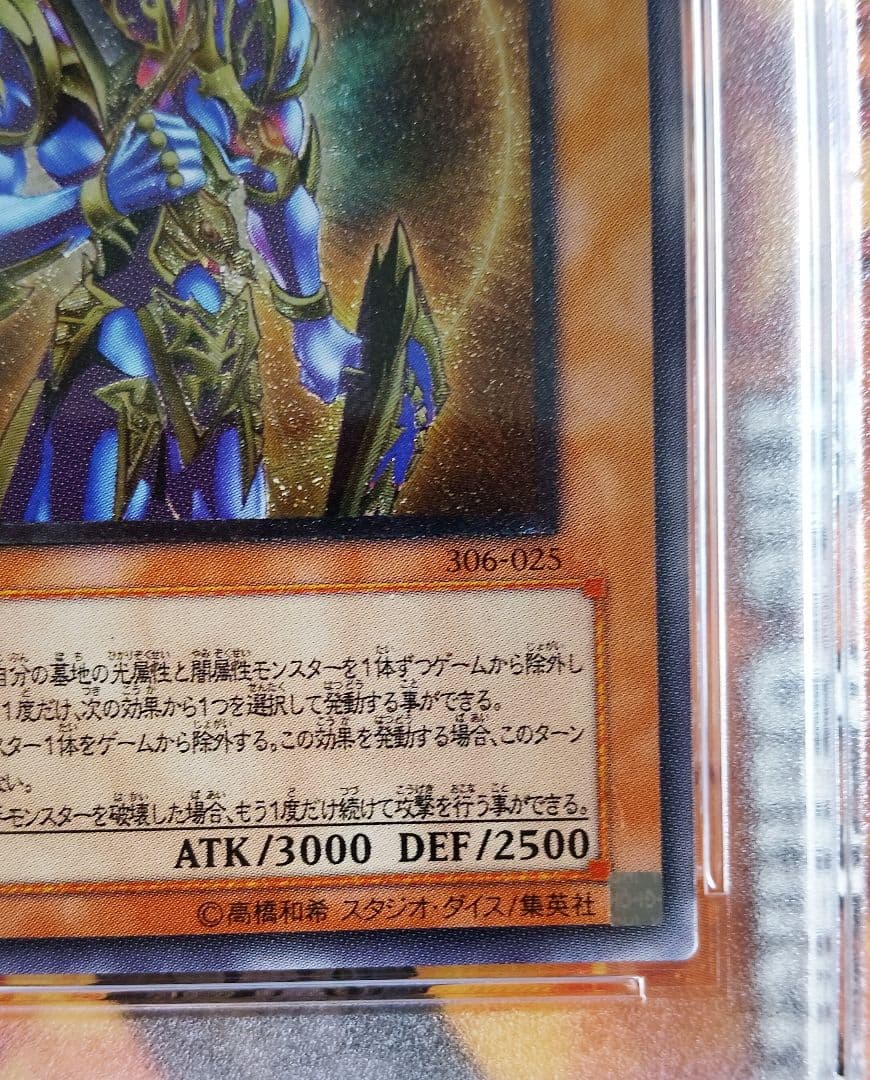 306-025
自分の墓地の光属性と闇属性モンスターを1体ずつゲームから除外し
1度だけ、次の効果から1つを選択して発動する事ができる。
スター1体をゲームから除外する。この効果を発動する場合、このターン
ない。
モンスターを破壊した場合、もう1度だけ続けて攻撃を行う事ができる。
ATK/3000 DEF/2500
©高橋和希 スタジオ・ダイス/集英社